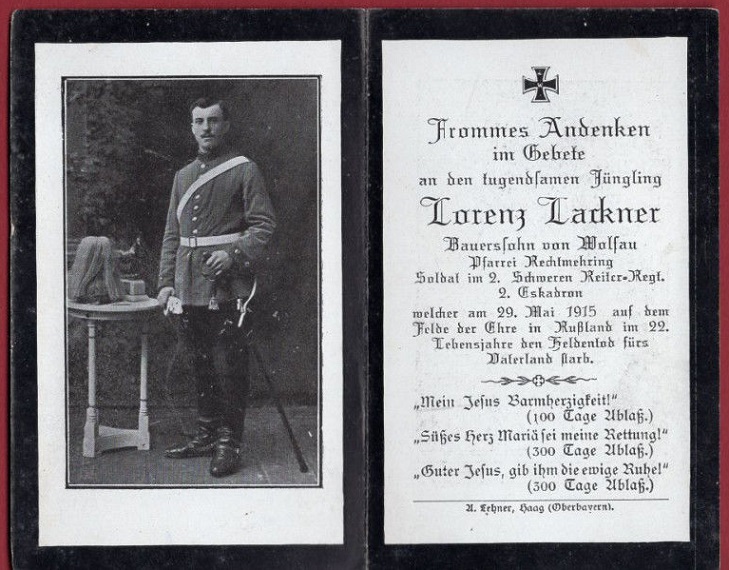 Frommes Andenken
im Gebete
an den tugendsamen Jüngling
Lorenz Lackner
Bauerssohn von Wolfau
Pfarrei Rechtmehring
Soldat im 2. Schweren Reiter-Regt.
2. Eskadron
welcher am 29. Mai 1915 auf dem
Felde der Ehre in Rußland im 22.
Lebensjahre den Heldentod fürs
Vaterland starb.
„Mein Jesus Barmherzigkeit!“
(100 Tage Ablaß.)
„Süßes Herz Mariä sei meine Rettung!“
(300 Tage Ablaß.)
„Guter Jesus, gib ihm die ewige Ruhe!“
(300 Tage Ablaß.)
A. Lehner, Haag (Oberbayern).